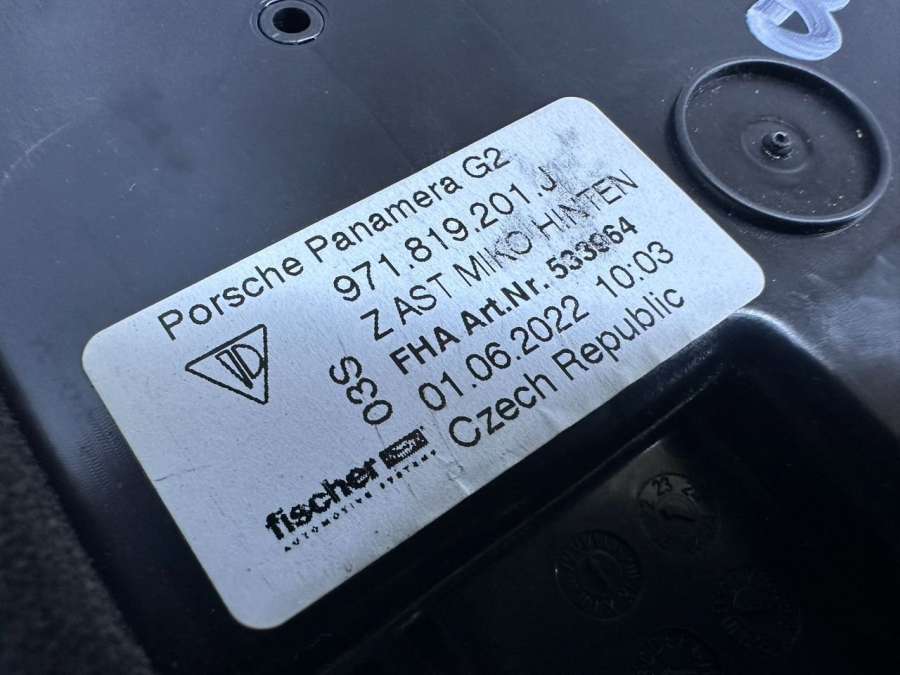 Porsche Panamera G2
971.819.201.J
ZAST MIKO HINTEN
03S
FHA Art.Nr. 533964
01.06.2022 10:03
fischer
AUTOMOTIVE SYSTEMS
Czech Republic
23